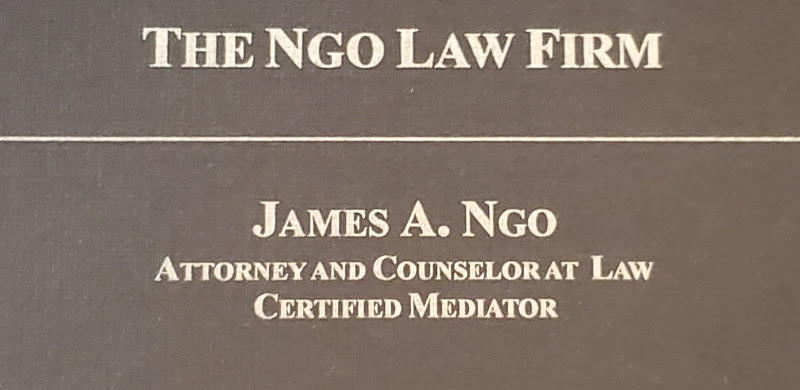 THE NGO LAW FIRM
JAMES A. NGO
ATTORNEY AND COUNSELOR AT LAW
CERTIFIED MEDIATOR